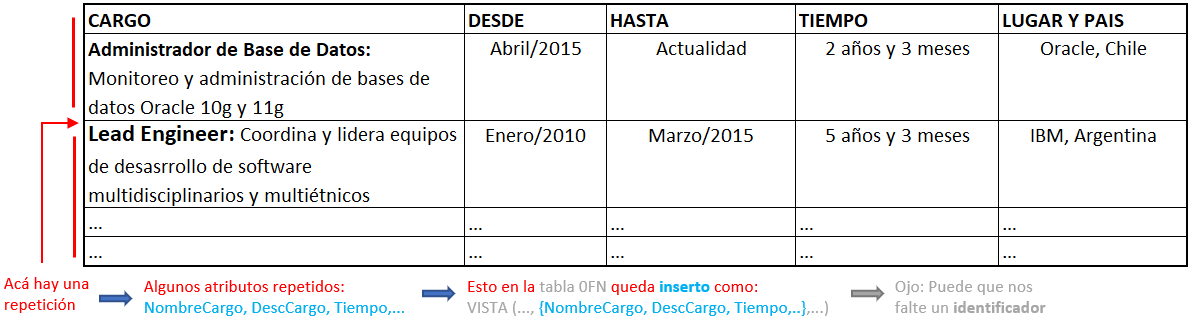 CARGO DESDE HASTA TIEMPO LUGAR Y PAIS
Administrador de Base de Datos: Abril/2015 Actualidad 2 años y 3 meses Oracle, Chile
Monitoreo y administración de bases de
datos Oracle 10g y 11g
Lead Engineer: Coordina y lidera equipos Enero/2010 Marzo/2015 5 años y 3 meses IBM, Argentina
de desasrrollo de software
multidisciplinarios y multiétnicos
... ... ... ... ...
... ... ... ... ...
Acá hay una Algunos atributos repetidos: Esto en la tabla 0FN queda inserto como: Ojo: Puede que nos
repetición NombreCargo, DescCargo, Tiempo,... VISTA (..., {NombreCargo, DescCargo, Tiempo,..},...) falte un identificador